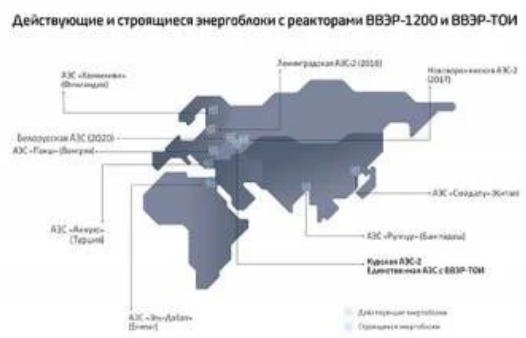 Действующие и строящиеся энергоблоки с реакторами ВВЭР-1200 и ВВЭР-ТОИ
Ленинградская АЭС-2 (2018)
Нововоронежская АЭС-2
(2017)
АЭС «Ханхикиви»
(Финляндия)
Белорусская АЭС (2020)
АЭС «Пакш» (Венгрия)
АЭС «Сюйдапу» (Китай)
АЭС «Аккую»
(Турция)
АЭС «Руппур» (Бангладеш)
Курская АЭС-2
Единственная АЭС с ВВЭР-ТОИ
АЭС «Эль-Дабаа»
(Египет)
Действующие энергоблоки
Строящиеся энергоблоки